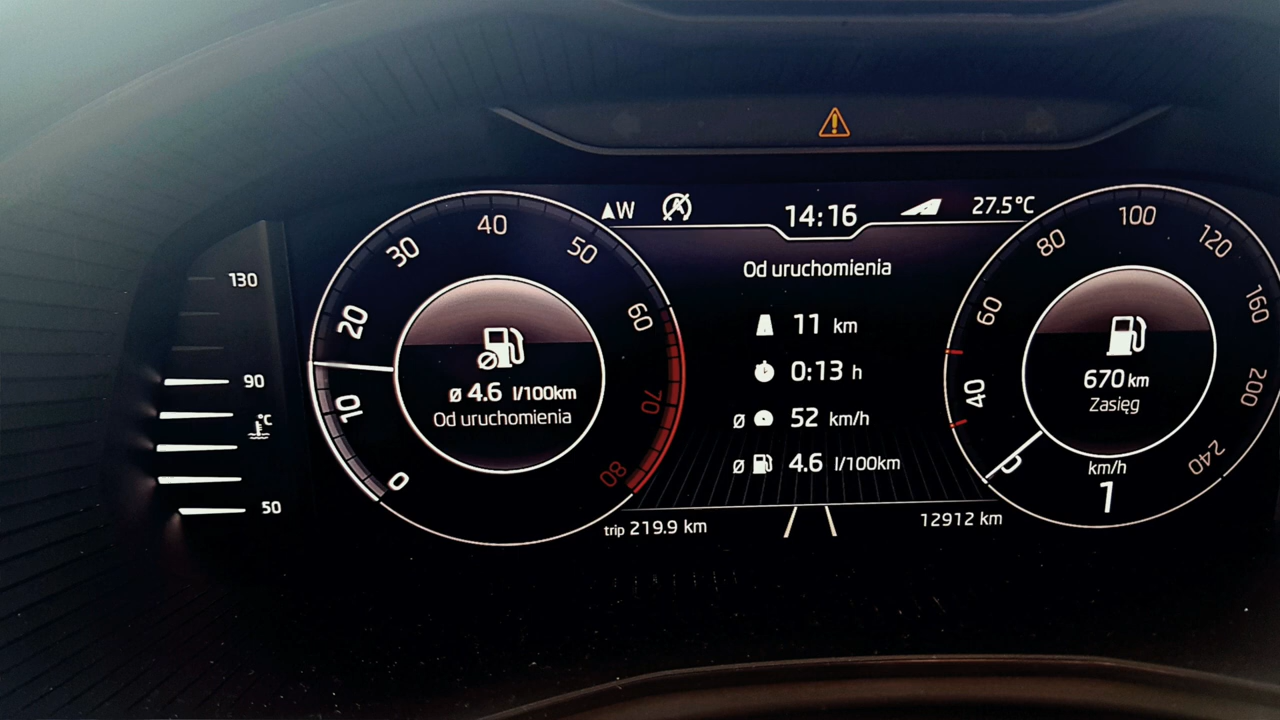 130
90
°C
50
0
10
20
30
40
50
60
70
80
ø 4.6 l/100km
Od uruchomienia
W
14:16
27.5°C
Od uruchomienia
11 km
0:13 h
ø 52 km/h
ø 4.6 l/100km
trip 219.9 km
12912 km
0
40
60
80
100
120
160
200
240
670 km
Zasięg
km/h
1